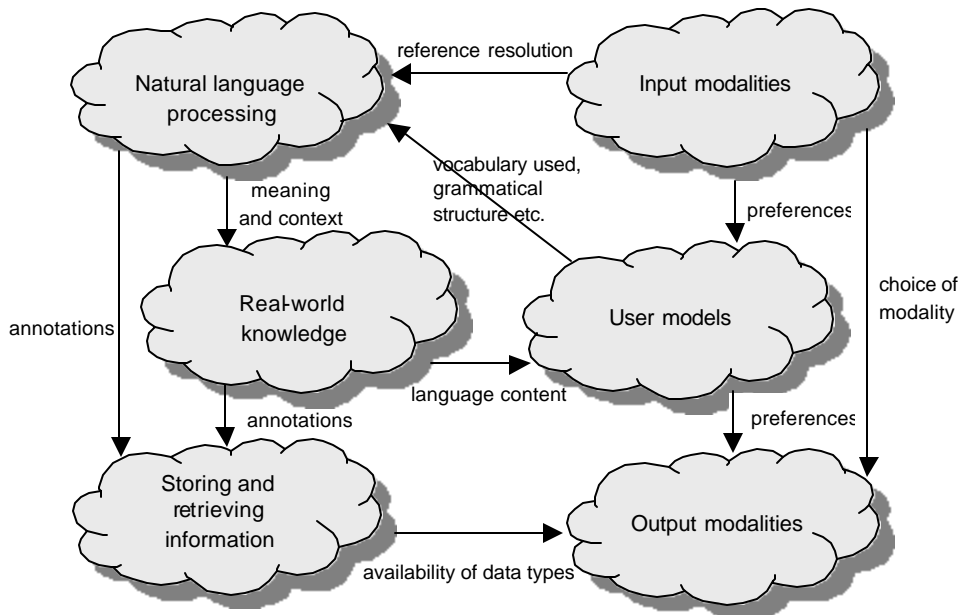 reference resolution
Natural language
processing
Input modalities
vocabulary used,
grammatical
structure etc.
meaning
and context
preferences
Real-world
knowledge
User models
choice of
modality
annotations
language content
annotations
preferences
Storing and
retrieving
information
Output modalities
availability of data types